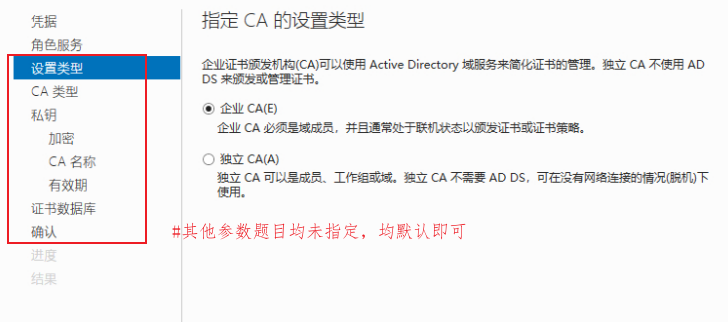 凭据
角色服务
设置类型
CA 类型
私钥
加密
CA 名称
有效期
证书数据库
确认
进度
结果
指定 CA 的设置类型
企业证书颁发机构(CA)可以使用 Active Directory 域服务来简化证书的管理。独立 CA 不使用 AD
DS 来颁发或管理证书。
企业 CA(E)
企业 CA 必须是域成员，并且通常处于联机状态以颁发证书或证书策略。
独立 CA(A)
独立 CA 可以是成员、工作组或域。独立 CA 不需要 AD DS，可在没有网络连接的情况(脱机)下
使用。
#其他参数题目均未指定，均默认即可